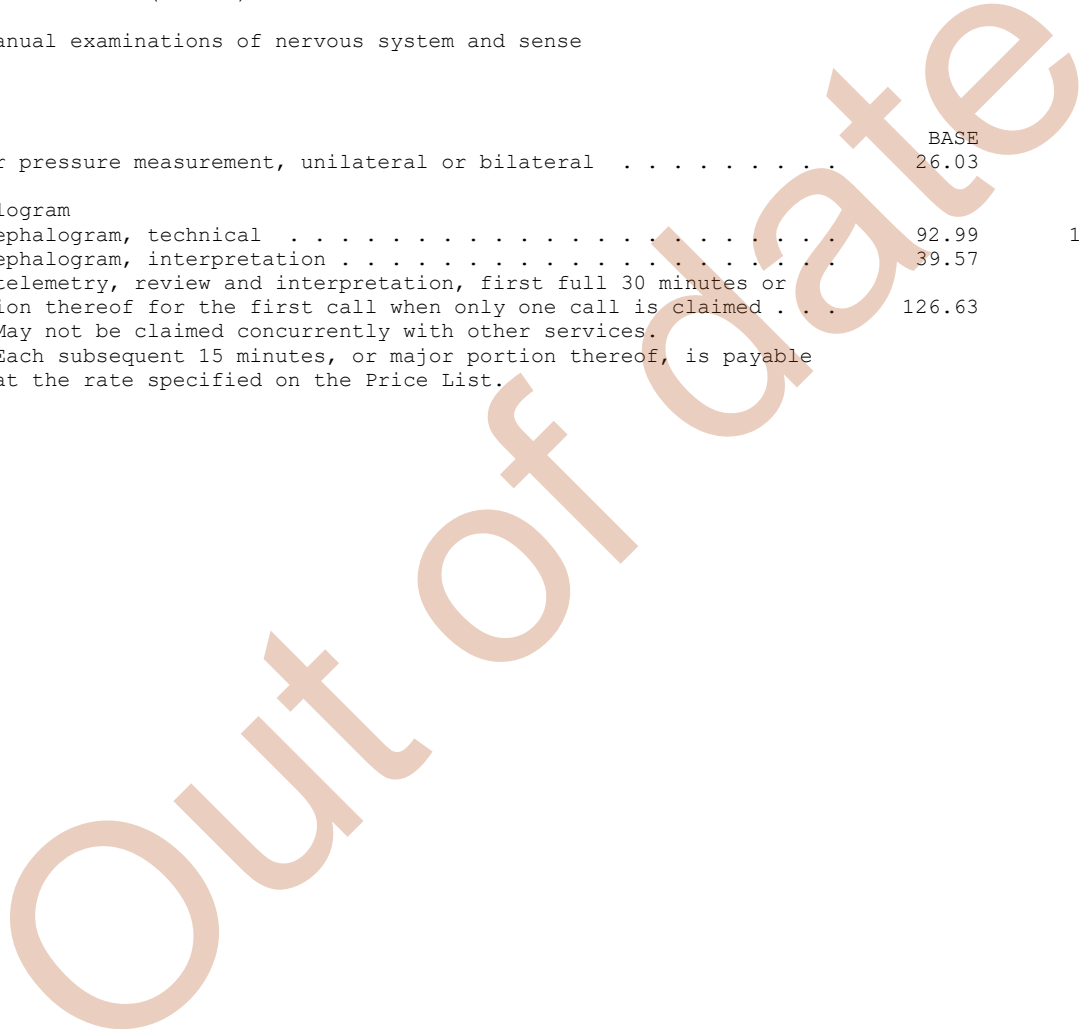 anual examinations of nervous system and sense
BASE
r pressure measurement, unilateral or bilateral . . . . . . . . . 26.03
logram
ephalogram, technical . . . . . . . . . . . . . . . . . . . . . . 92.99 1
ephalogram, interpretation . . . . . . . . . . . . . . . . . . . . 39.57
telemetry, review and interpretation, first full 30 minutes or
ion thereof for the first call when only one call is claimed . . . 126.63
May not be claimed concurrently with other services.
Each subsequent 15 minutes, or major portion thereof, is payable
at the rate specified on the Price List.
Out of date